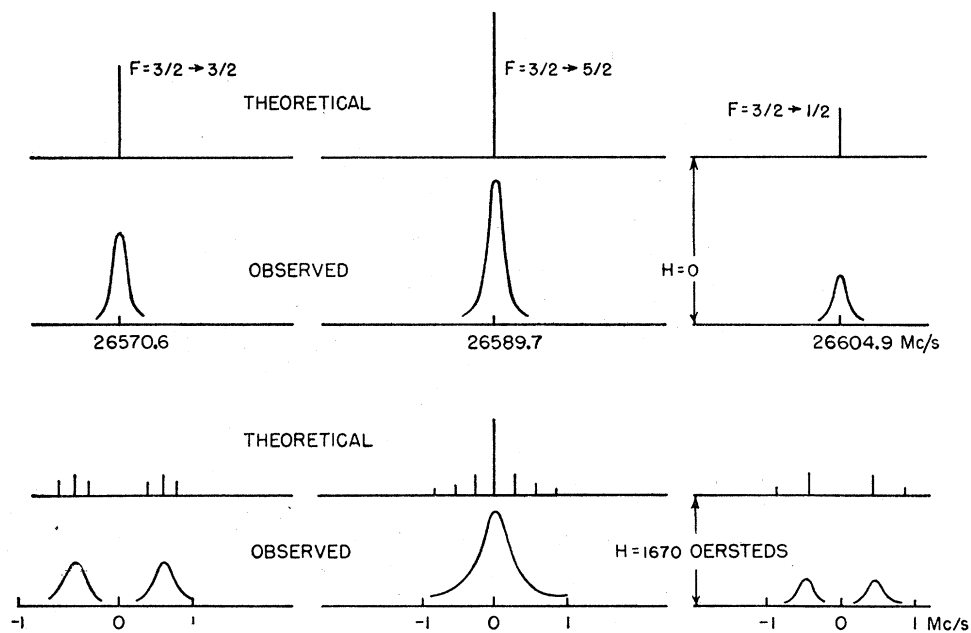 F=3/2→3/2
F=3/2→5/2
THEORETICAL
F=3/2→1/2
OBSERVED
H=0
26570.6
26589.7
26604.9 Mc/s
THEORETICAL
OBSERVED
H=1670 OERSTEDS
-1 0 1
-1 0 1
-1 0 1 Mc/s